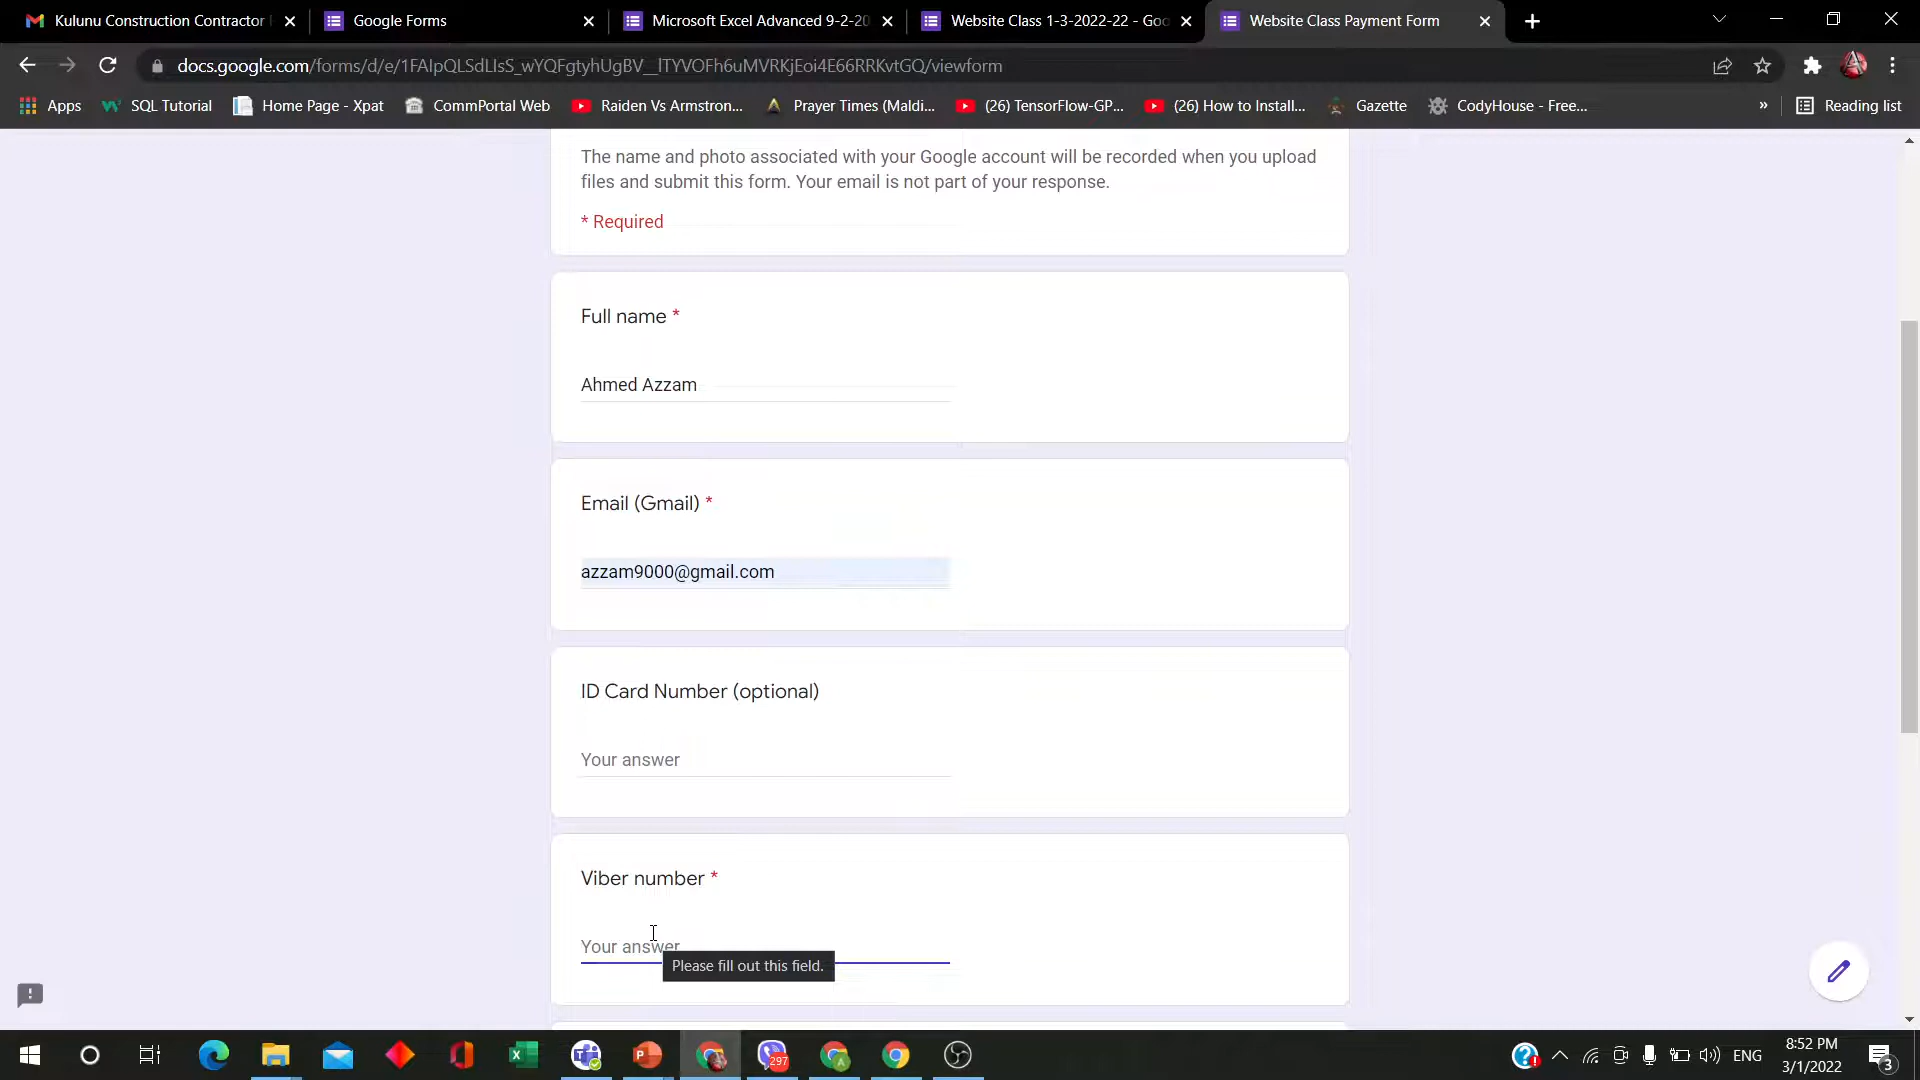 Kulunu Construction Contractor
Google Forms
Microsoft Excel Advanced 9-2-20
Website Class 1-3-2022-22 - Goo
Website Class Payment Form
docs.google.com/forms/d/e/1FAIpQLSdLIsS_wYQFgtyhUgBV__lTYVOFh6uMVRKjEoi4E66RRKvtGQ/viewform
Apps
SQL Tutorial
Home Page - Xpat
CommPortal Web
Raiden Vs Armstron...
Prayer Times (Maldi...
(26) TensorFlow-GP...
(26) How to Install...
Gazette
CodyHouse - Free...
»
Reading list
The name and photo associated with your Google account will be recorded when you upload
files and submit this form. Your email is not part of your response.
* Required
Full name *
Ahmed Azzam
Email (Gmail) *
azzam9000@gmail.com
ID Card Number (optional)
Your answer
Viber number *
Your answer
Please fill out this field.
297
ENG
8:52 PM
3/1/2022
3